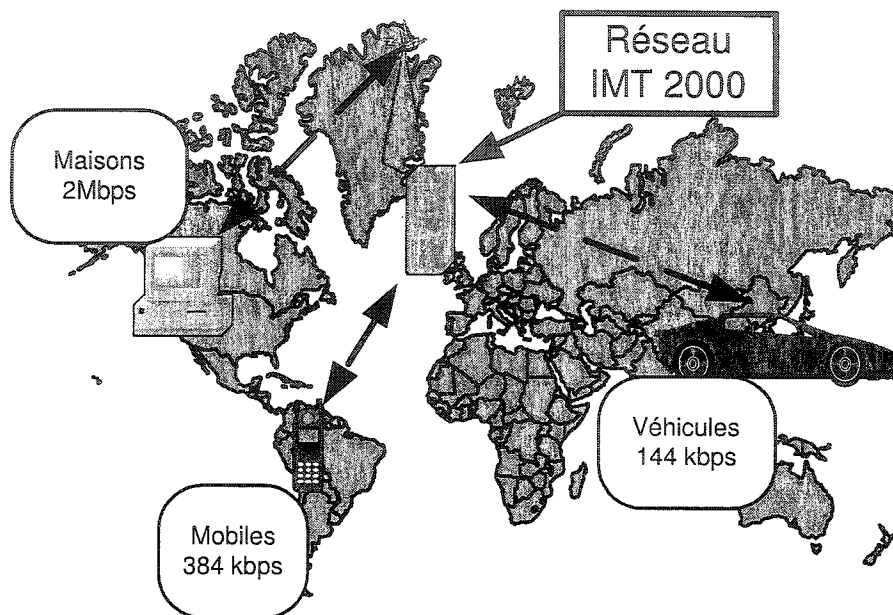 Réseau
IMT 2000
Maisons
2Mbps
Véhicules
144 kbps
Mobiles
384 kbps